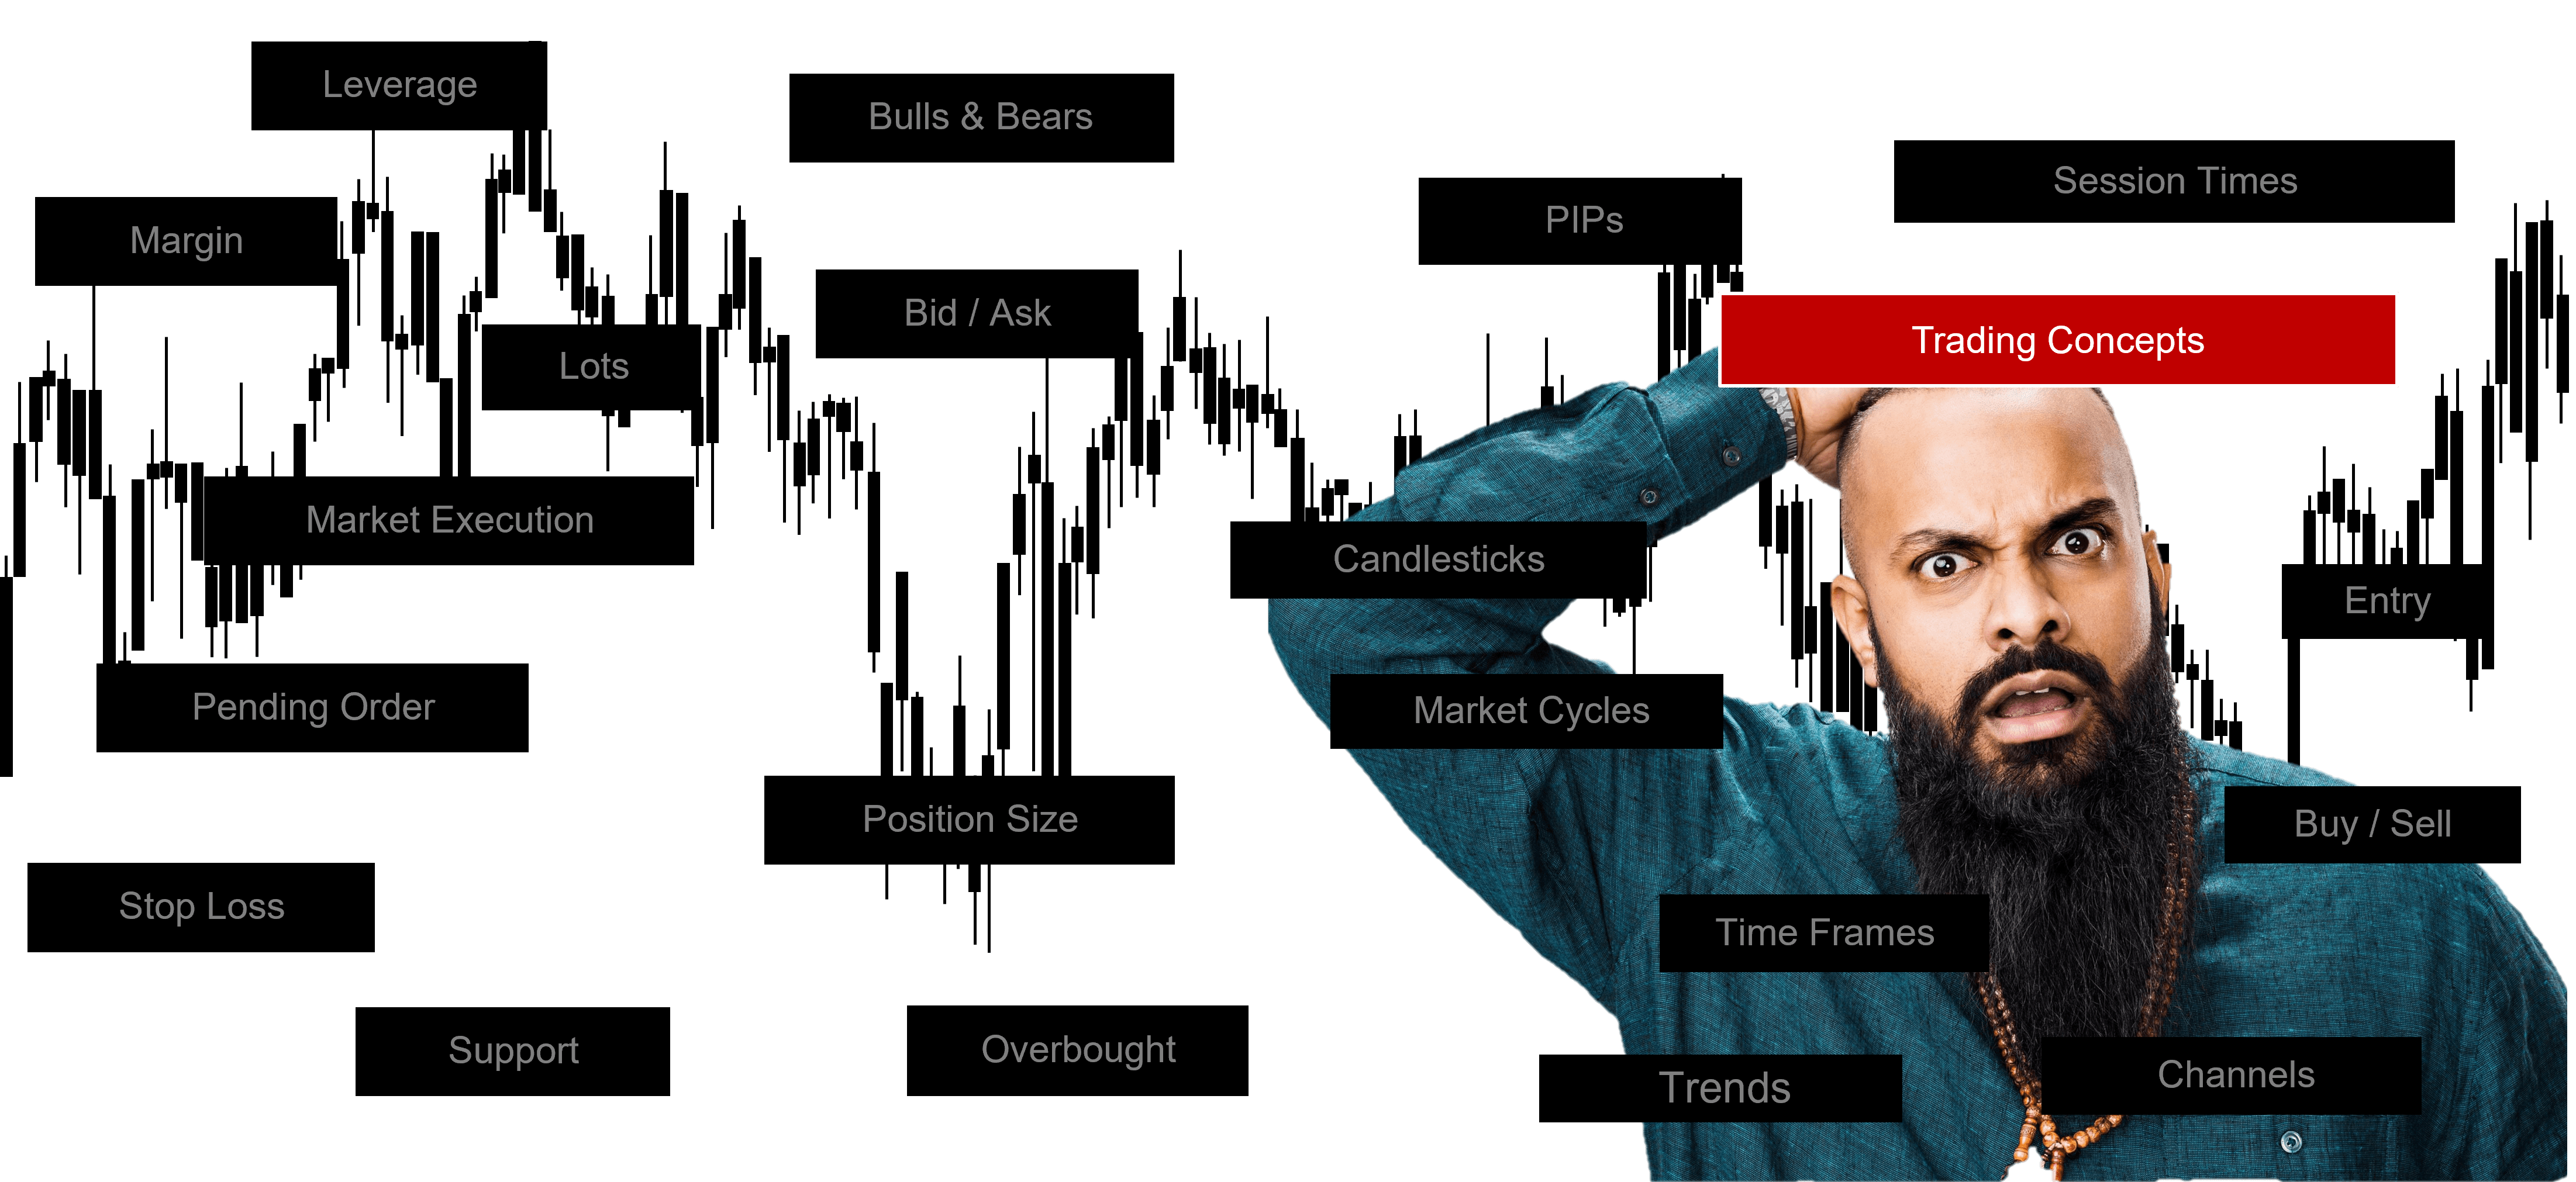 Leverage
Bulls & Bears
Session Times
PIPs
Margin
Bid / Ask
Trading Concepts
Lots
Market Execution
Candlesticks
Entry
Pending Order
Market Cycles
Position Size
Buy / Sell
Stop Loss
Time Frames
Support
Overbought
Trends
Channels